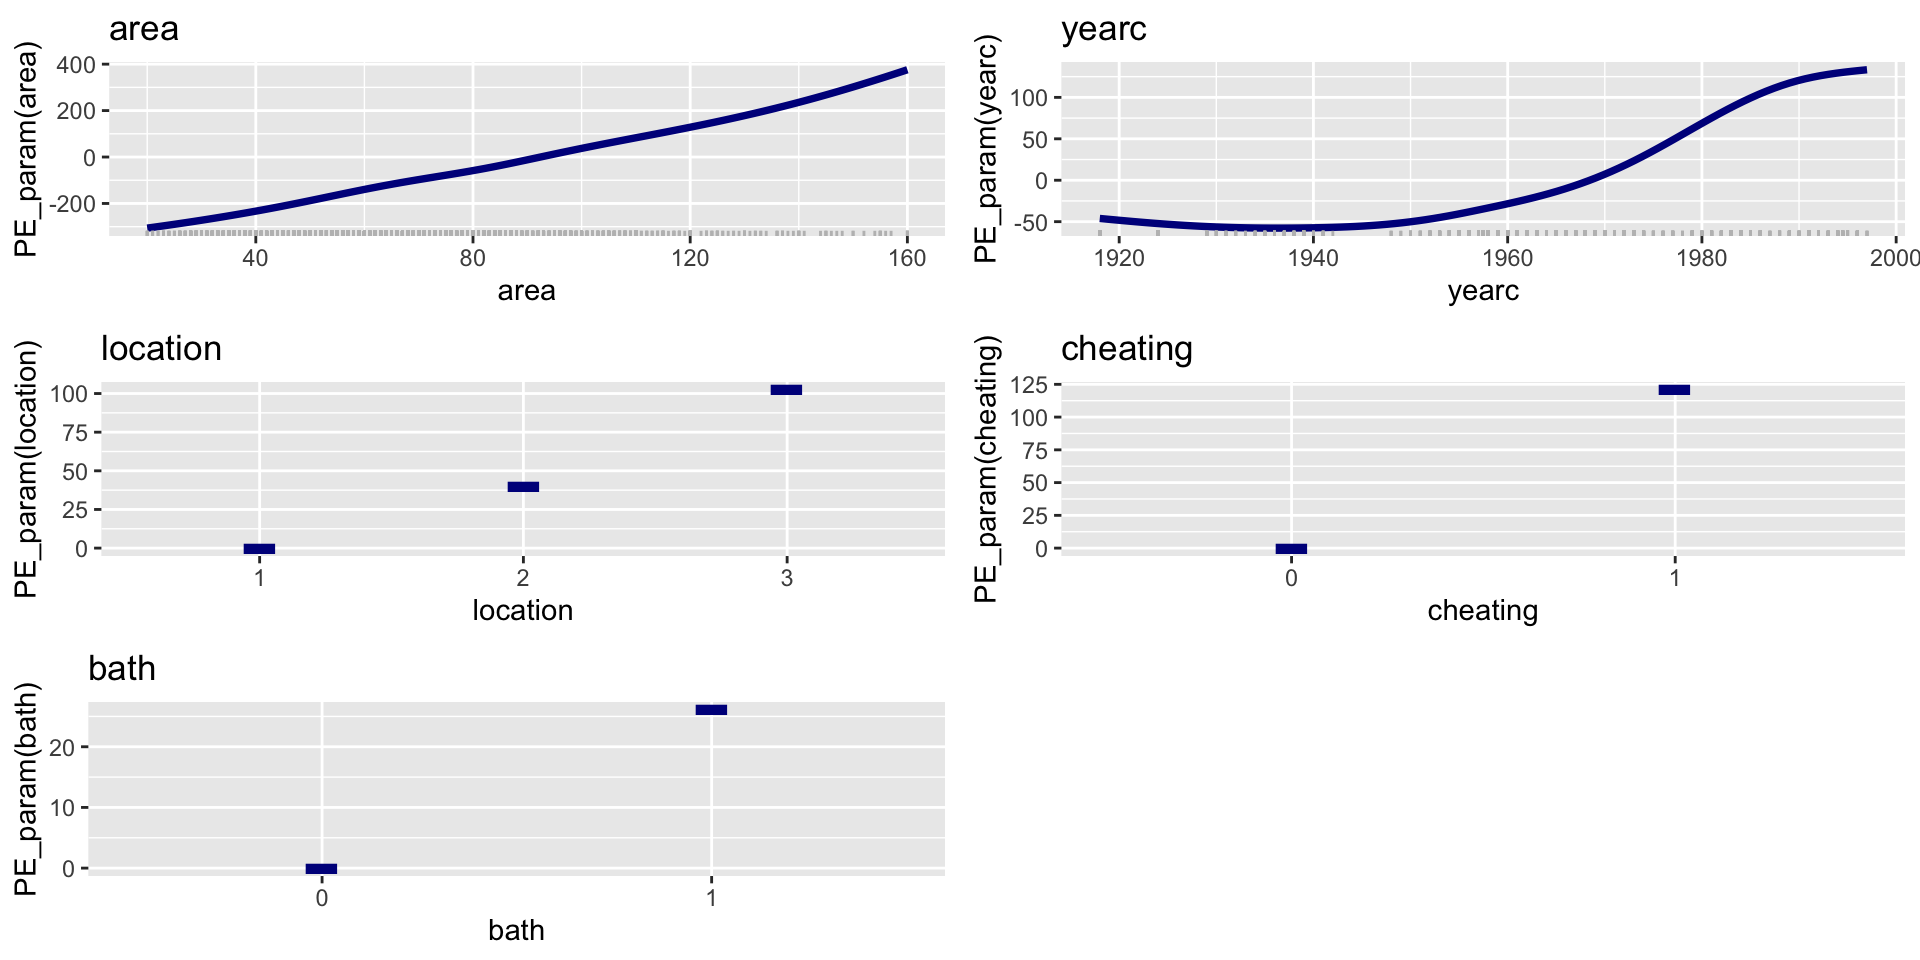 area
PE_param(area)
400
200
0
-200
40 80 120 160
area
yearc
PE_param(yearc)
100
50
0
-50
1920 1940 1960 1980 2000
yearc
location
PE_param(location)
100
75
50
25
0
1 2 3
location
cheating
PE_param(cheating)
125
100
75
50
25
0
0 1
cheating
bath
PE_param(bath)
20
10
0
0 1
bath